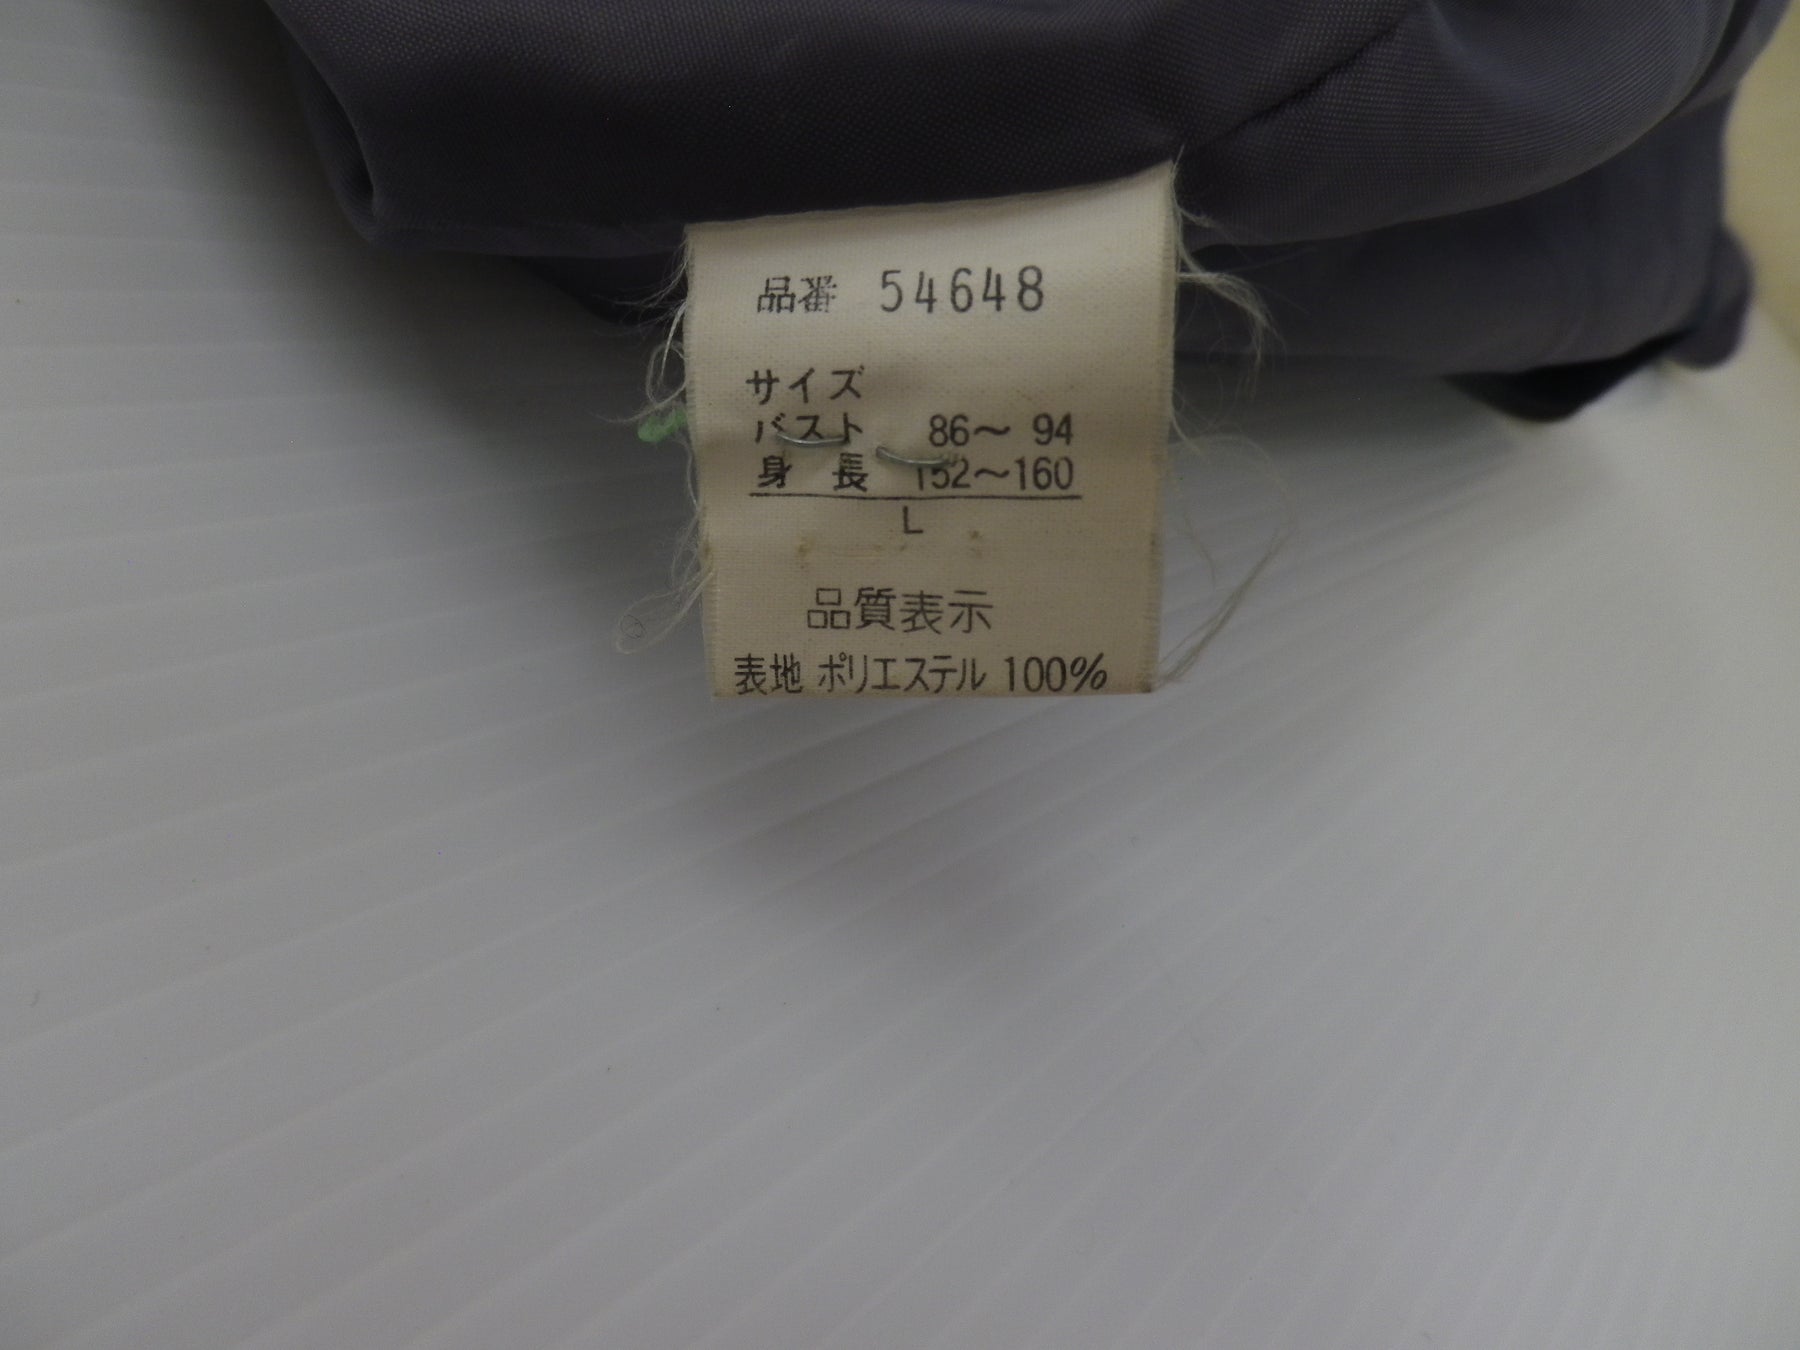 品番 54648
サイズ
バスト 86〜94
身長 152〜160
L
品質表示
表地 ポリエステル 100%